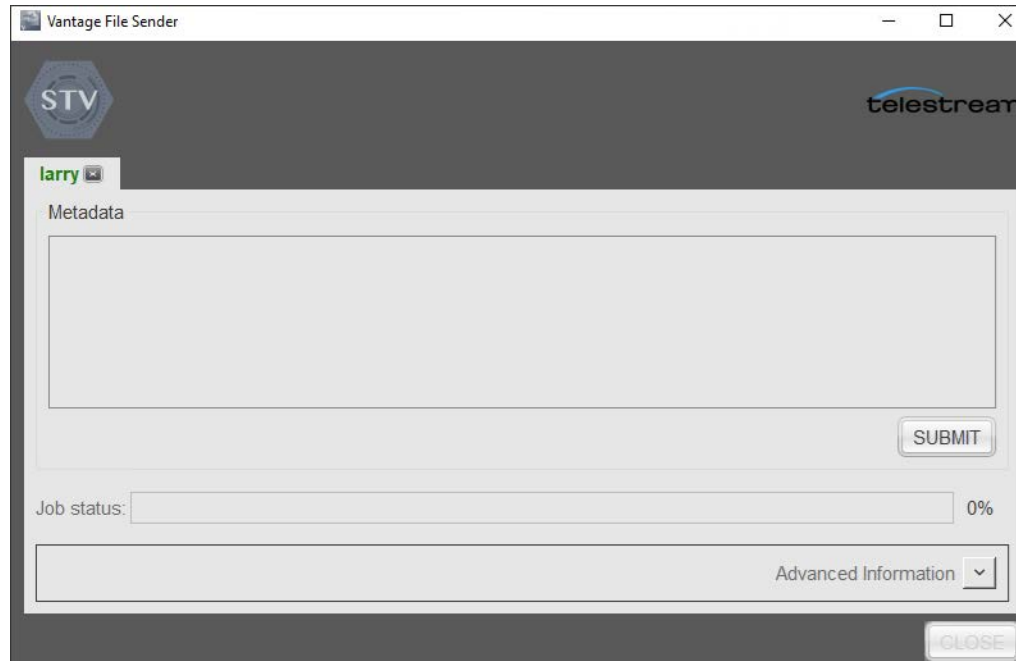 Vantage File Sender
STV
telestream
larry
Metadata
SUBMIT
Job status:
0%
Advanced Information
CLOSE